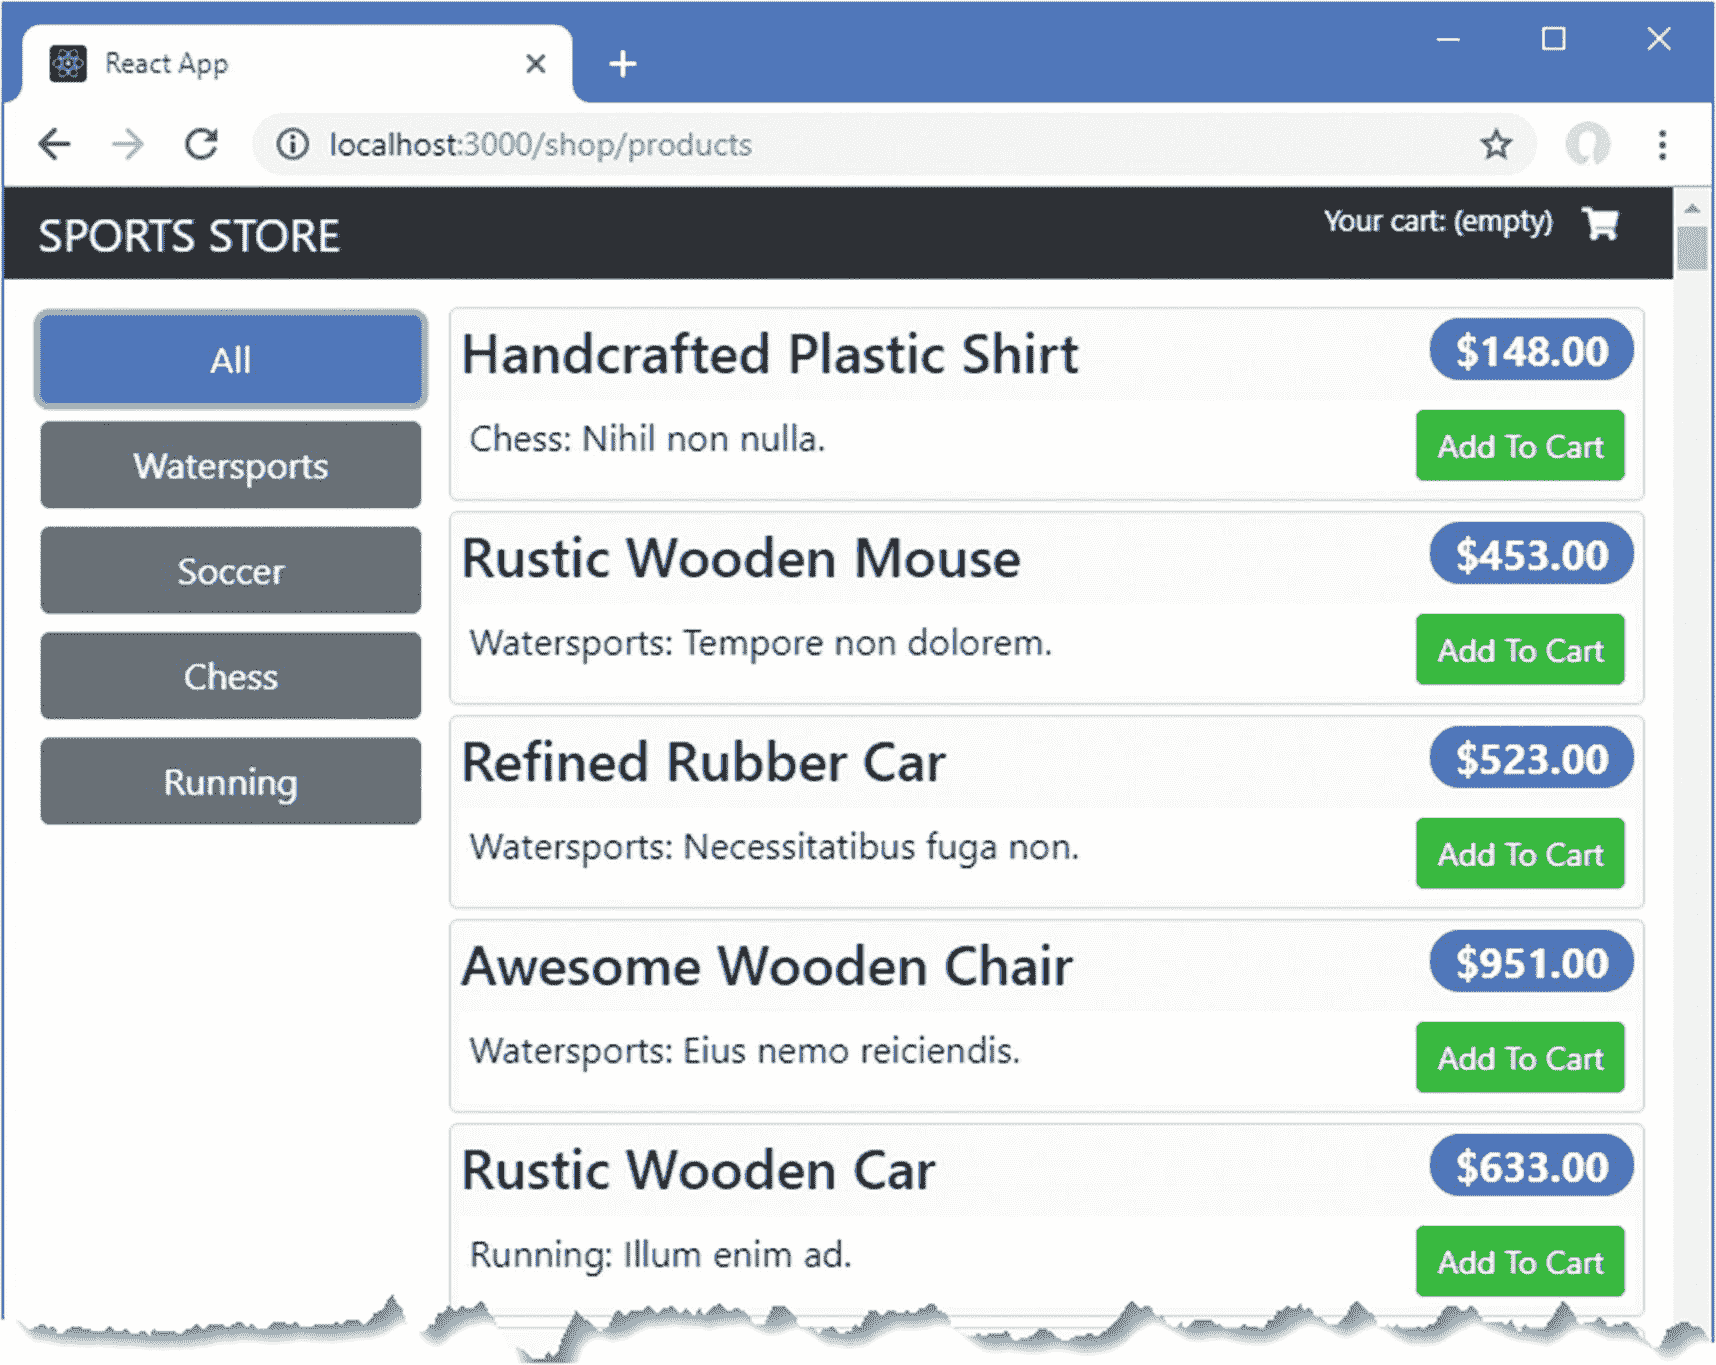 React App
localhost:3000/shop/products
SPORTS STORE
Your cart: (empty)
All
Watersports
Soccer
Chess
Running
Handcrafted Plastic Shirt
$148.00
Chess: Nihil non nulla.
Add To Cart
Rustic Wooden Mouse
$453.00
Watersports: Tempore non dolorem.
Add To Cart
Refined Rubber Car
$523.00
Watersports: Necessitatibus fuga non.
Add To Cart
Awesome Wooden Chair
$951.00
Watersports: Eius nemo reiciendis.
Add To Cart
Rustic Wooden Car
$633.00
Running: Illum enim ad.
Add To Cart